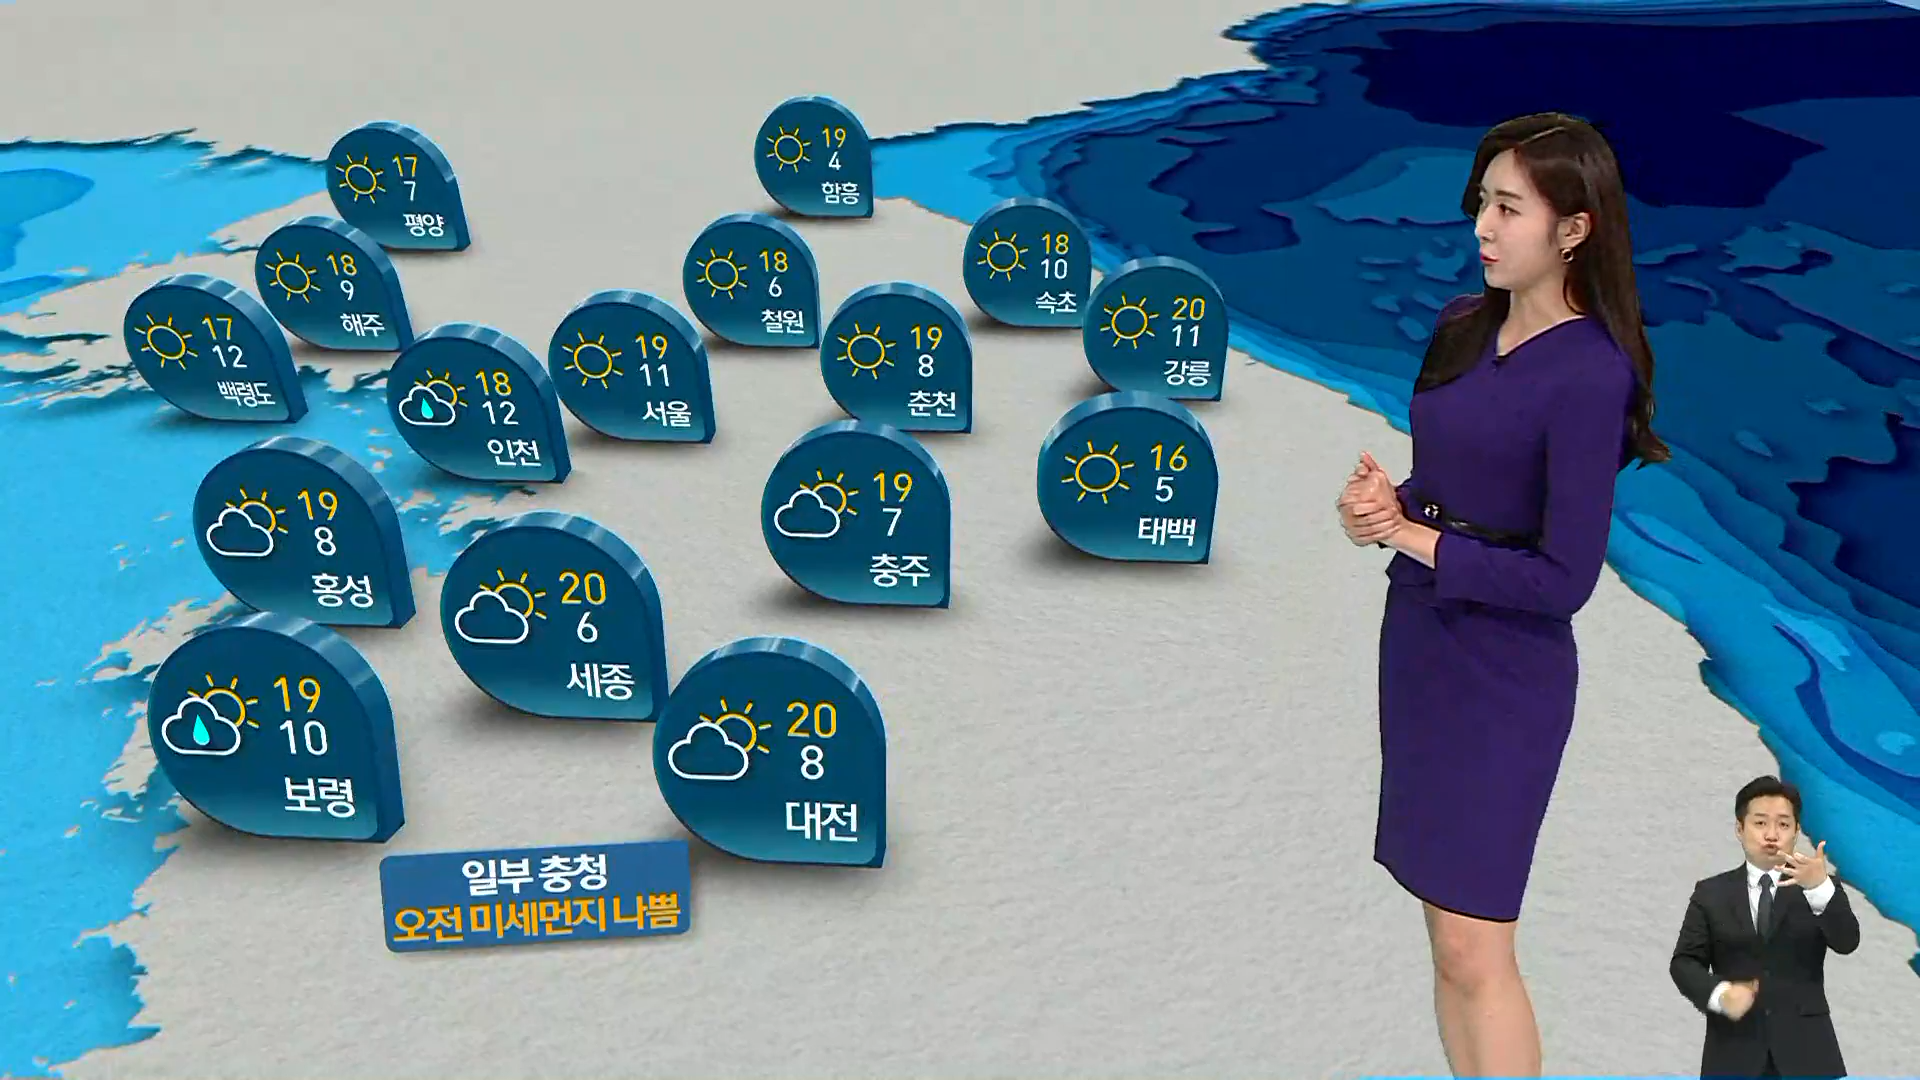 17
7
평양
19
4
함흥
18
9
해주
18
6
철원
18
10
속초
17
12
백령도
18
12
인천
19
11
서울
19
8
춘천
20
11
강릉
19
8
홍성
20
6
세종
19
7
충주
16
5
태백
19
10
보령
20
8
대전
일부 충청
오전 미세먼지 나쁨